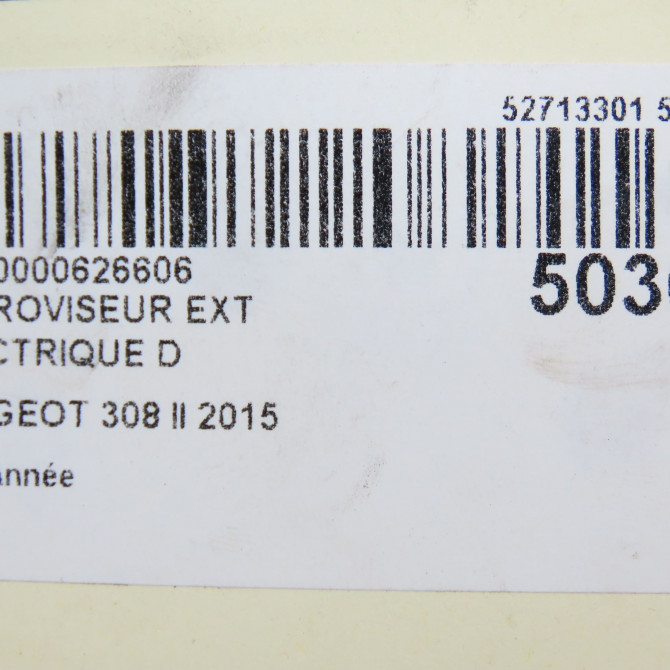 52713301 5
0000626606
503
ROVISEUR EXT
CTRIQUE D
GEOT 308 II 2015
Année